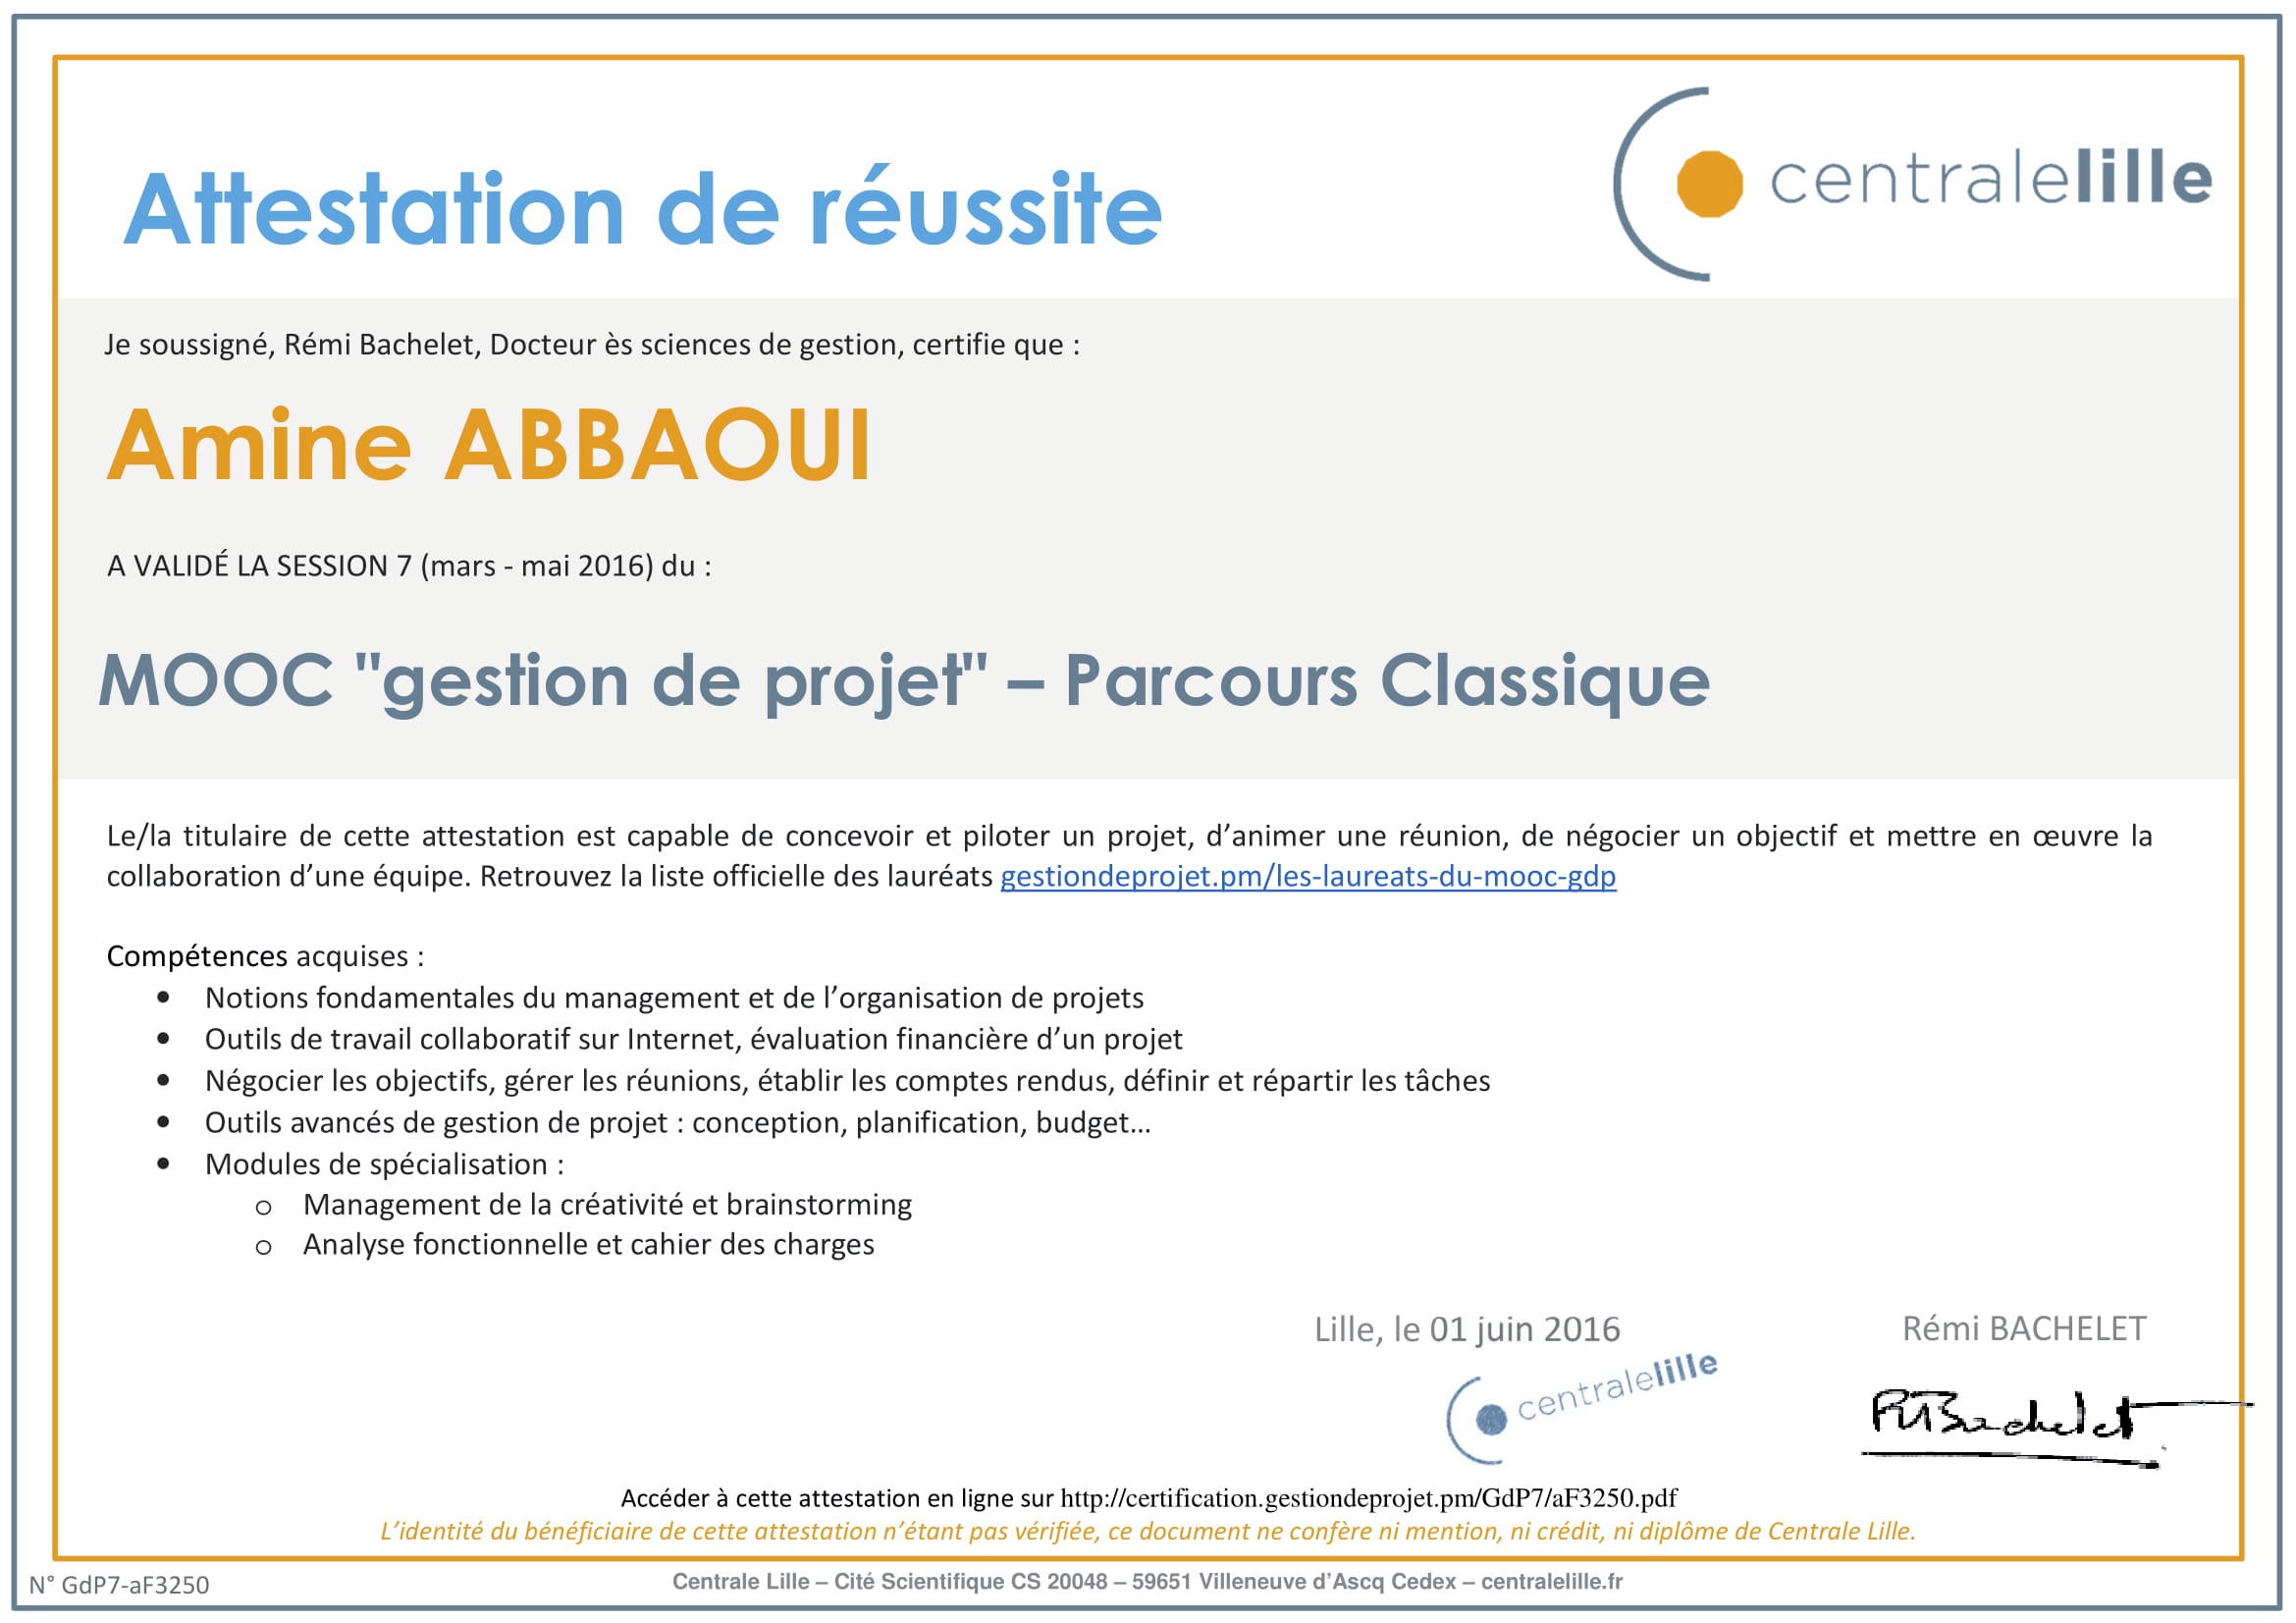 Attestation de réussite
centralelille
Je soussigné, Rémi Bachelet, Docteur ès sciences de gestion, certifie que :
Amine ABBAOUI
A VALIDÉ LA SESSION 7 (mars - mai 2016) du :
MOOC "gestion de projet" – Parcours Classique
Le/la titulaire de cette attestation est capable de concevoir et piloter un projet, d’animer une réunion, de négocier un objectif et mettre en œuvre la
collaboration d’une équipe. Retrouvez la liste officielle des lauréats gestiondeprojet.pm/les-laureats-du-mooc-gdp
Compétences acquises :
• Notions fondamentales du management et de l’organisation de projets
• Outils de travail collaboratif sur Internet, évaluation financière d’un projet
• Négocier les objectifs, gérer les réunions, établir les comptes rendus, définir et répartir les tâches
• Outils avancés de gestion de projet : conception, planification, budget…
• Modules de spécialisation :
o Management de la créativité et brainstorming
o Analyse fonctionnelle et cahier des charges
Lille, le 01 juin 2016
Rémi BACHELET
centralelille
RBachelet
Accéder à cette attestation en ligne sur http://certification.gestiondeprojet.pm/GdP7/aF3250.pdf
L’identité du bénéficiaire de cette attestation n’étant pas vérifiée, ce document ne confère ni mention, ni crédit, ni diplôme de Centrale Lille.
N° GdP7-aF3250
Centrale Lille – Cité Scientifique CS 20048 – 59651 Villeneuve d’Ascq Cedex – centralelille.fr